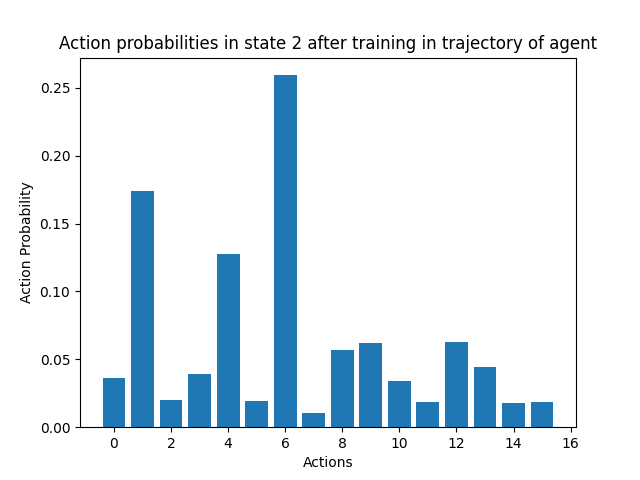 Action probabilities in state 2 after training in trajectory of agent
0.25
0.20
0.15
0.10
0.05
0.00
Action Probability
0 2 4 6 8 10 12 14 16
Actions